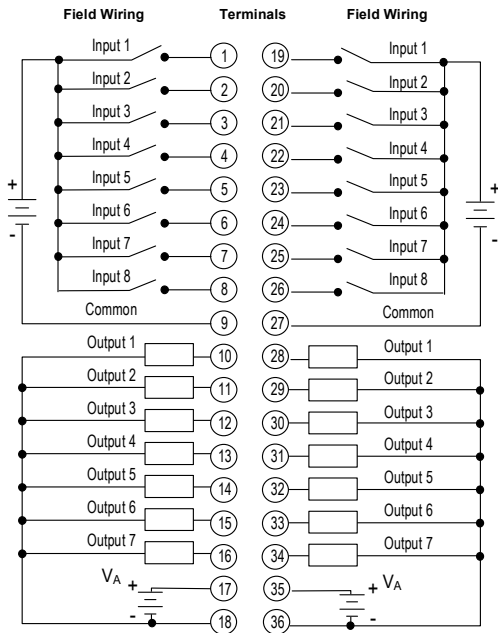 Field Wiring Terminals Field Wiring
Input 1 1 19 Input 1
Input 2 2 20 Input 2
Input 3 3 21 Input 3
Input 4 4 22 Input 4
Input 5 5 23 Input 5
+ +
Input 6 6 24 Input 6
- -
Input 7 7 25 Input 7
Input 8 8 26 Input 8
Common 9 27 Common
Output 1 10 28 Output 1
Output 2 11 29 Output 2
Output 3 12 30 Output 3
Output 4 13 31 Output 4
Output 5 14 32 Output 5
Output 6 15 33 Output 6
Output 7 16 34 Output 7
VA + 17 35 + VA
- 18 36 -